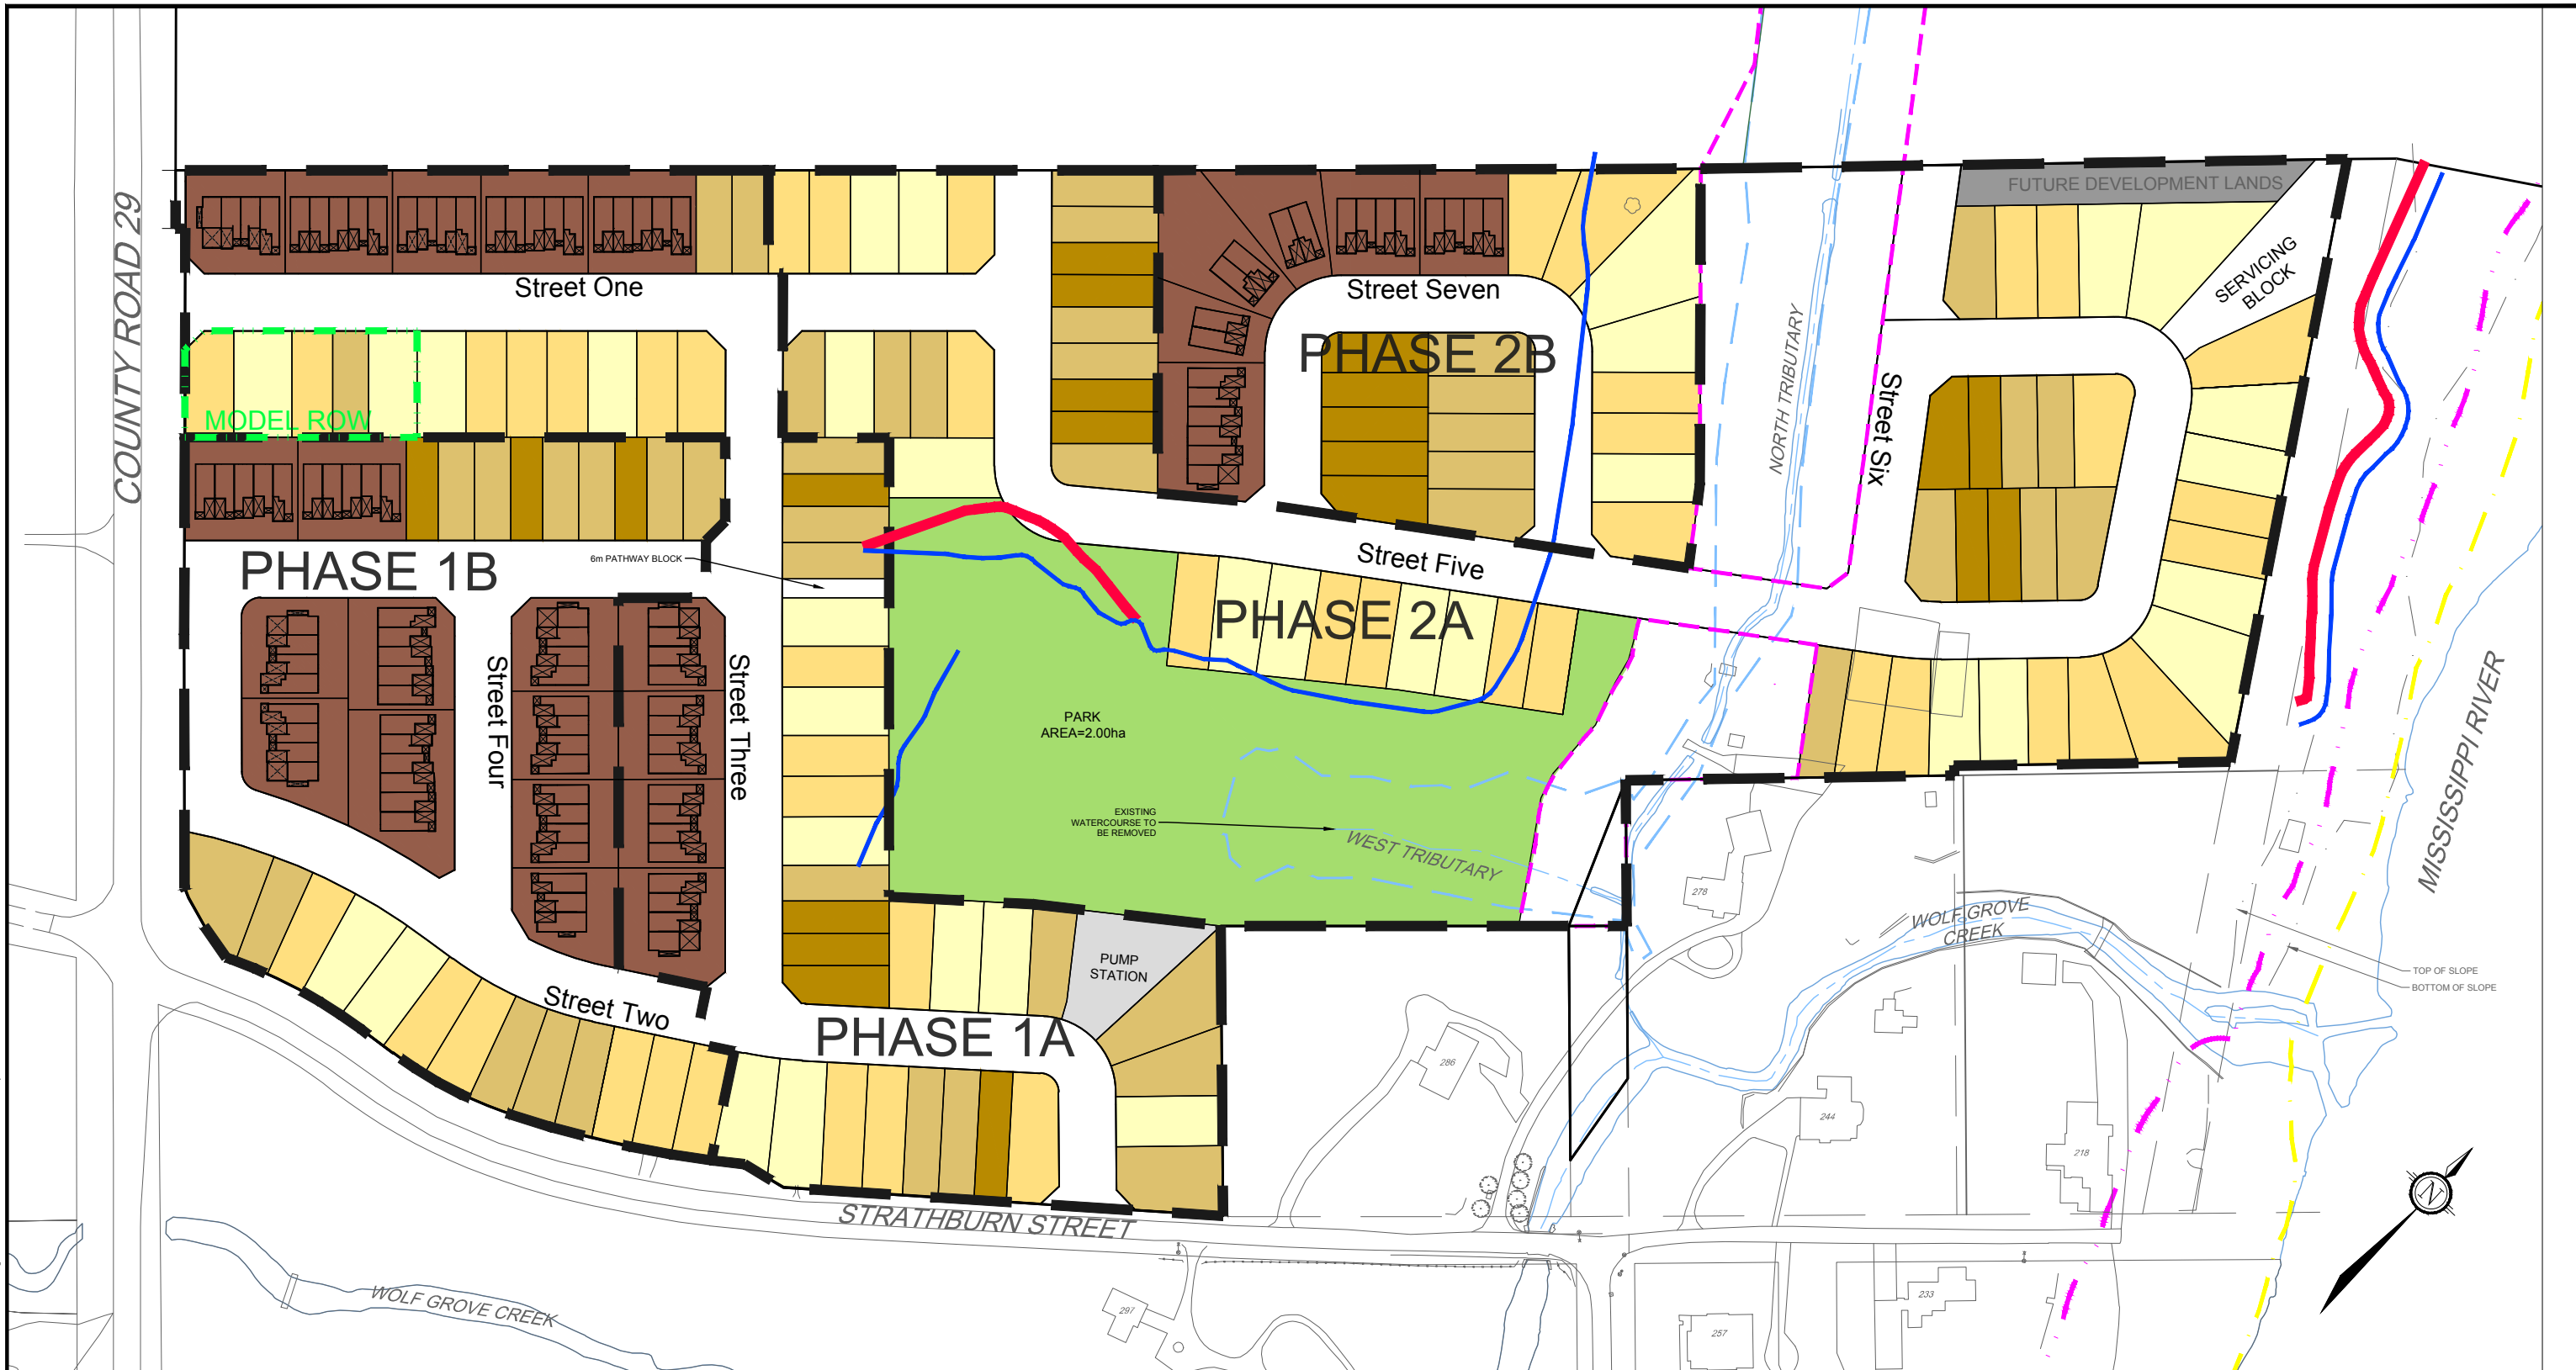 FUTURE DEVELOPMENT LANDS
COUNTY ROAD 29
Street One
Street Seven
SERVICING
BLOCK
PHASE 2B
NORTH TRIBUTARY
Street Six
MODEL ROW
PHASE 1B
6m PATHWAY BLOCK
Street Five
PHASE 2A
Street Four
Street Three
PARK
AREA=2.00ha
MISSISSIPPI RIVER
EXISTING
WATERCOURSE TO
BE REMOVED
WEST TRIBUTARY
278
WOLF GROVE
CREEK
PUMP
STATION
TOP OF SLOPE
BOTTOM OF SLOPE
Street Two
PHASE 1A
286
244
218
N
STRATHBURN STREET
WOLF GROVE CREEK
297
233
257